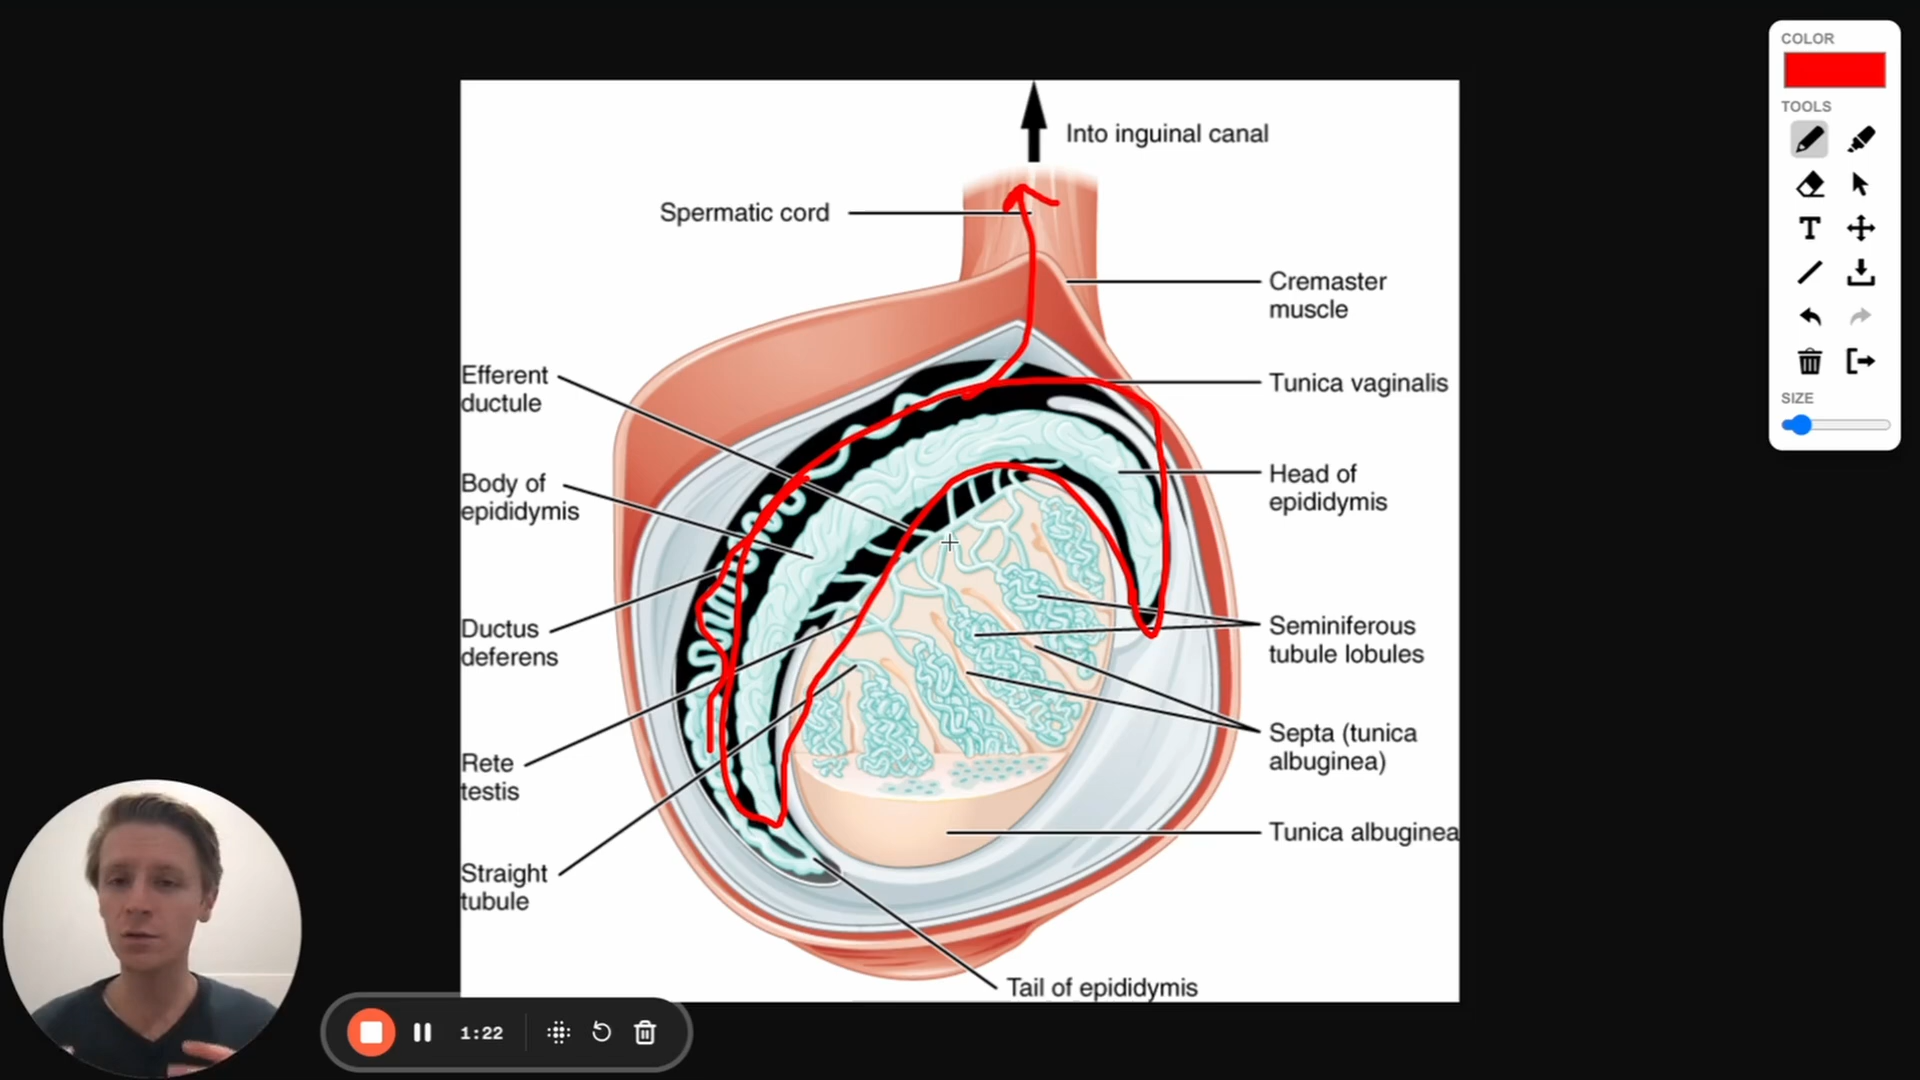 COLOR
TOOLS
T
SIZE
Into inguinal canal
Spermatic cord
Cremaster
muscle
Efferent
ductule
Tunica vaginalis
Body of
epididymis
Head of
epididymis
Ductus
deferens
Seminiferous
tubule lobules
Rete
testis
Septa (tunica
albuginea)
Straight
tubule
Tunica albuginea
Tail of epididymis
1:22